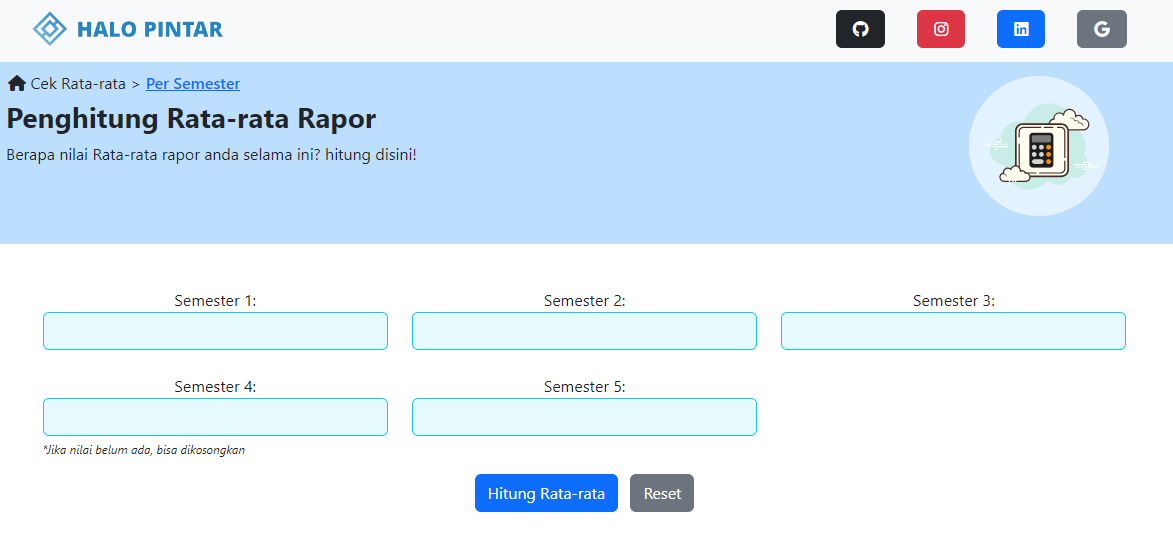 HALO PINTAR
Cek Rata-rata > Per Semester
Penghitung Rata-rata Rapor
Berapa nilai Rata-rata rapor anda selama ini? hitung disini!
Semester 1: Semester 2: Semester 3:
Semester 4: Semester 5:
*Jika nilai belum ada, bisa dikosongkan
Hitung Rata-rata Reset